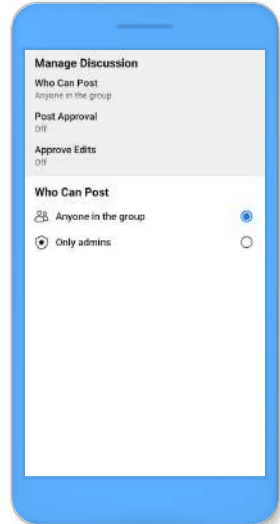 Manage Discussion
Who Can Post
Anyone in the group
Post Approval
Off
Approve Edits
Off
Who Can Post
Anyone in the group
Only admins